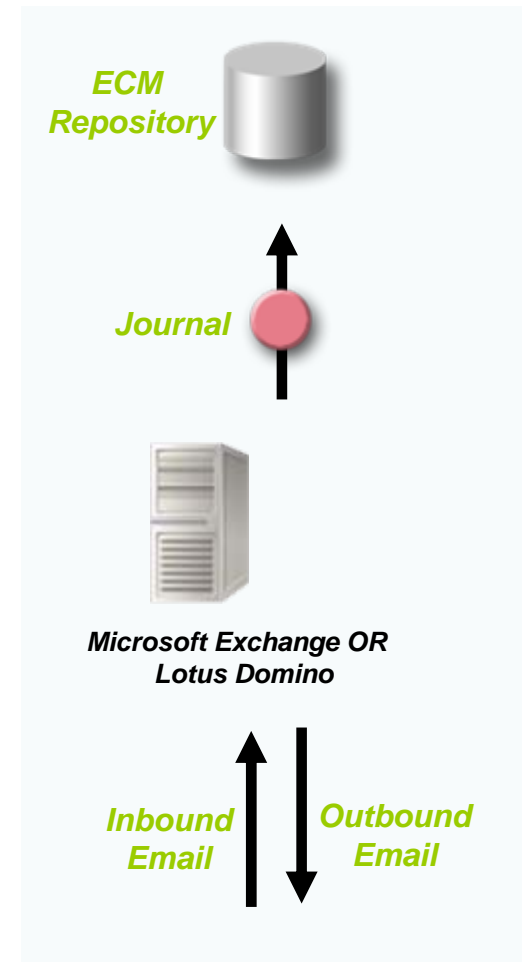 ECM
Repository
Journal
Microsoft Exchange OR
Lotus Domino
Inbound
Email
Outbound
Email